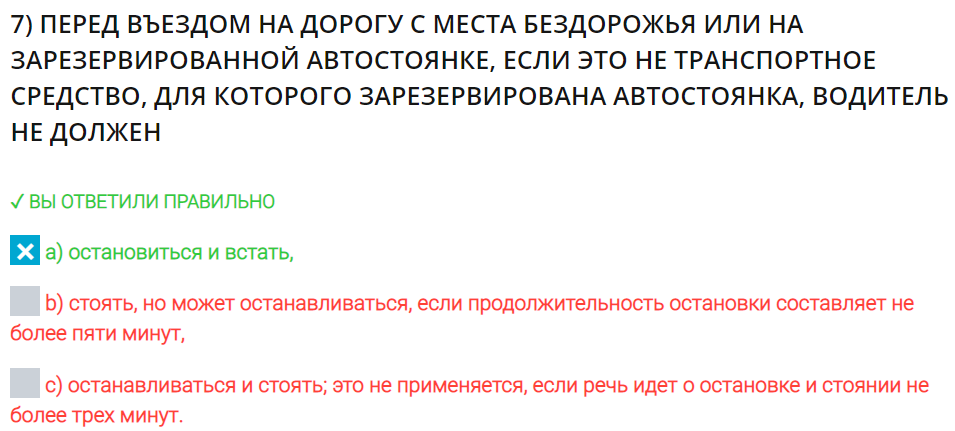 7) ПЕРЕД ВЪЕЗДОМ НА ДОРОГУ С МЕСТА БЕЗДОРОЖЬЯ ИЛИ НА
ЗАРЕЗЕРВИРОВАННОЙ АВТОСТОЯНКЕ, ЕСЛИ ЭТО НЕ ТРАНСПОРТНОЕ
СРЕДСТВО, ДЛЯ КОТОРОГО ЗАРЕЗЕРВИРОВАНА АВТОСТОЯНКА, ВОДИТЕЛЬ
НЕ ДОЛЖЕН
✓ ВЫ ОТВЕТИЛИ ПРАВИЛЬНО
a) остановиться и встать,
b) стоять, но может останавливаться, если продолжительность остановки составляет не
более пяти минут,
c) останавливаться и стоять; это не применяется, если речь идет о остановке и стоянии не
более трех минут.